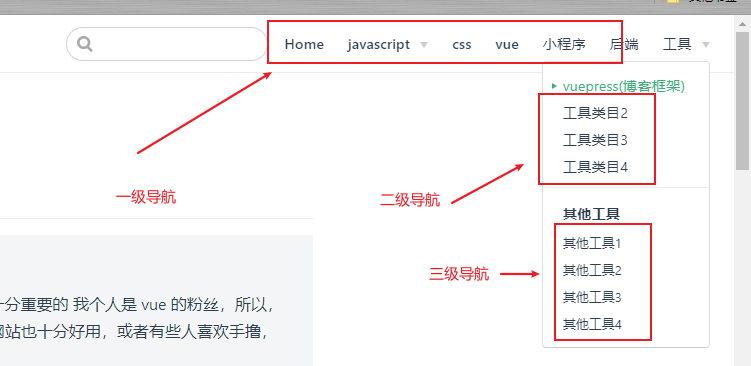 Home javascript css vue 小程序 后端 工具
vuepress(博客框架)
工具类目2
工具类目3
工具类目4
一级导航
二级导航
其他工具
其他工具1
三级导航
其他工具2
其他工具3
其他工具4
分重要的 我个人是 vue 的粉丝，所以，
网站也十分好用，或者有些人喜欢手撸，